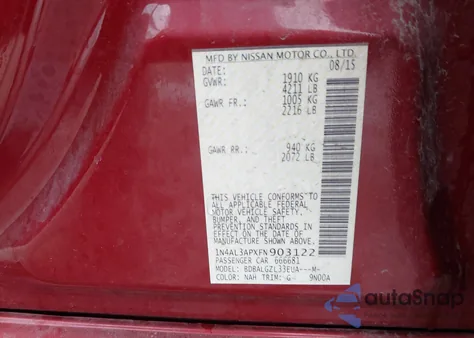 MFD BY NISSAN MOTOR CO., LTD.
DATE: 08/15
GVWR: 1910 KG
4211 LB
GAWR FR.: 1005 KG
2216 LB
GAWR RR.: 940 KG
2072 LB
THIS VEHICLE CONFORMS TO
ALL APPLICABLE FEDERAL
MOTOR VEHICLE SAFETY,
BUMPER, AND THEFT
PREVENTION STANDARDS IN
EFFECT ON THE DATE OF
MANUFACTURE SHOWN ABOVE.
1N4AL3APXFN903122
PASSENGER CAR 666681
MODEL: BDBALGZL33EUA---M-
COLOR: NAH TRIM: G 9N00A
autosnap